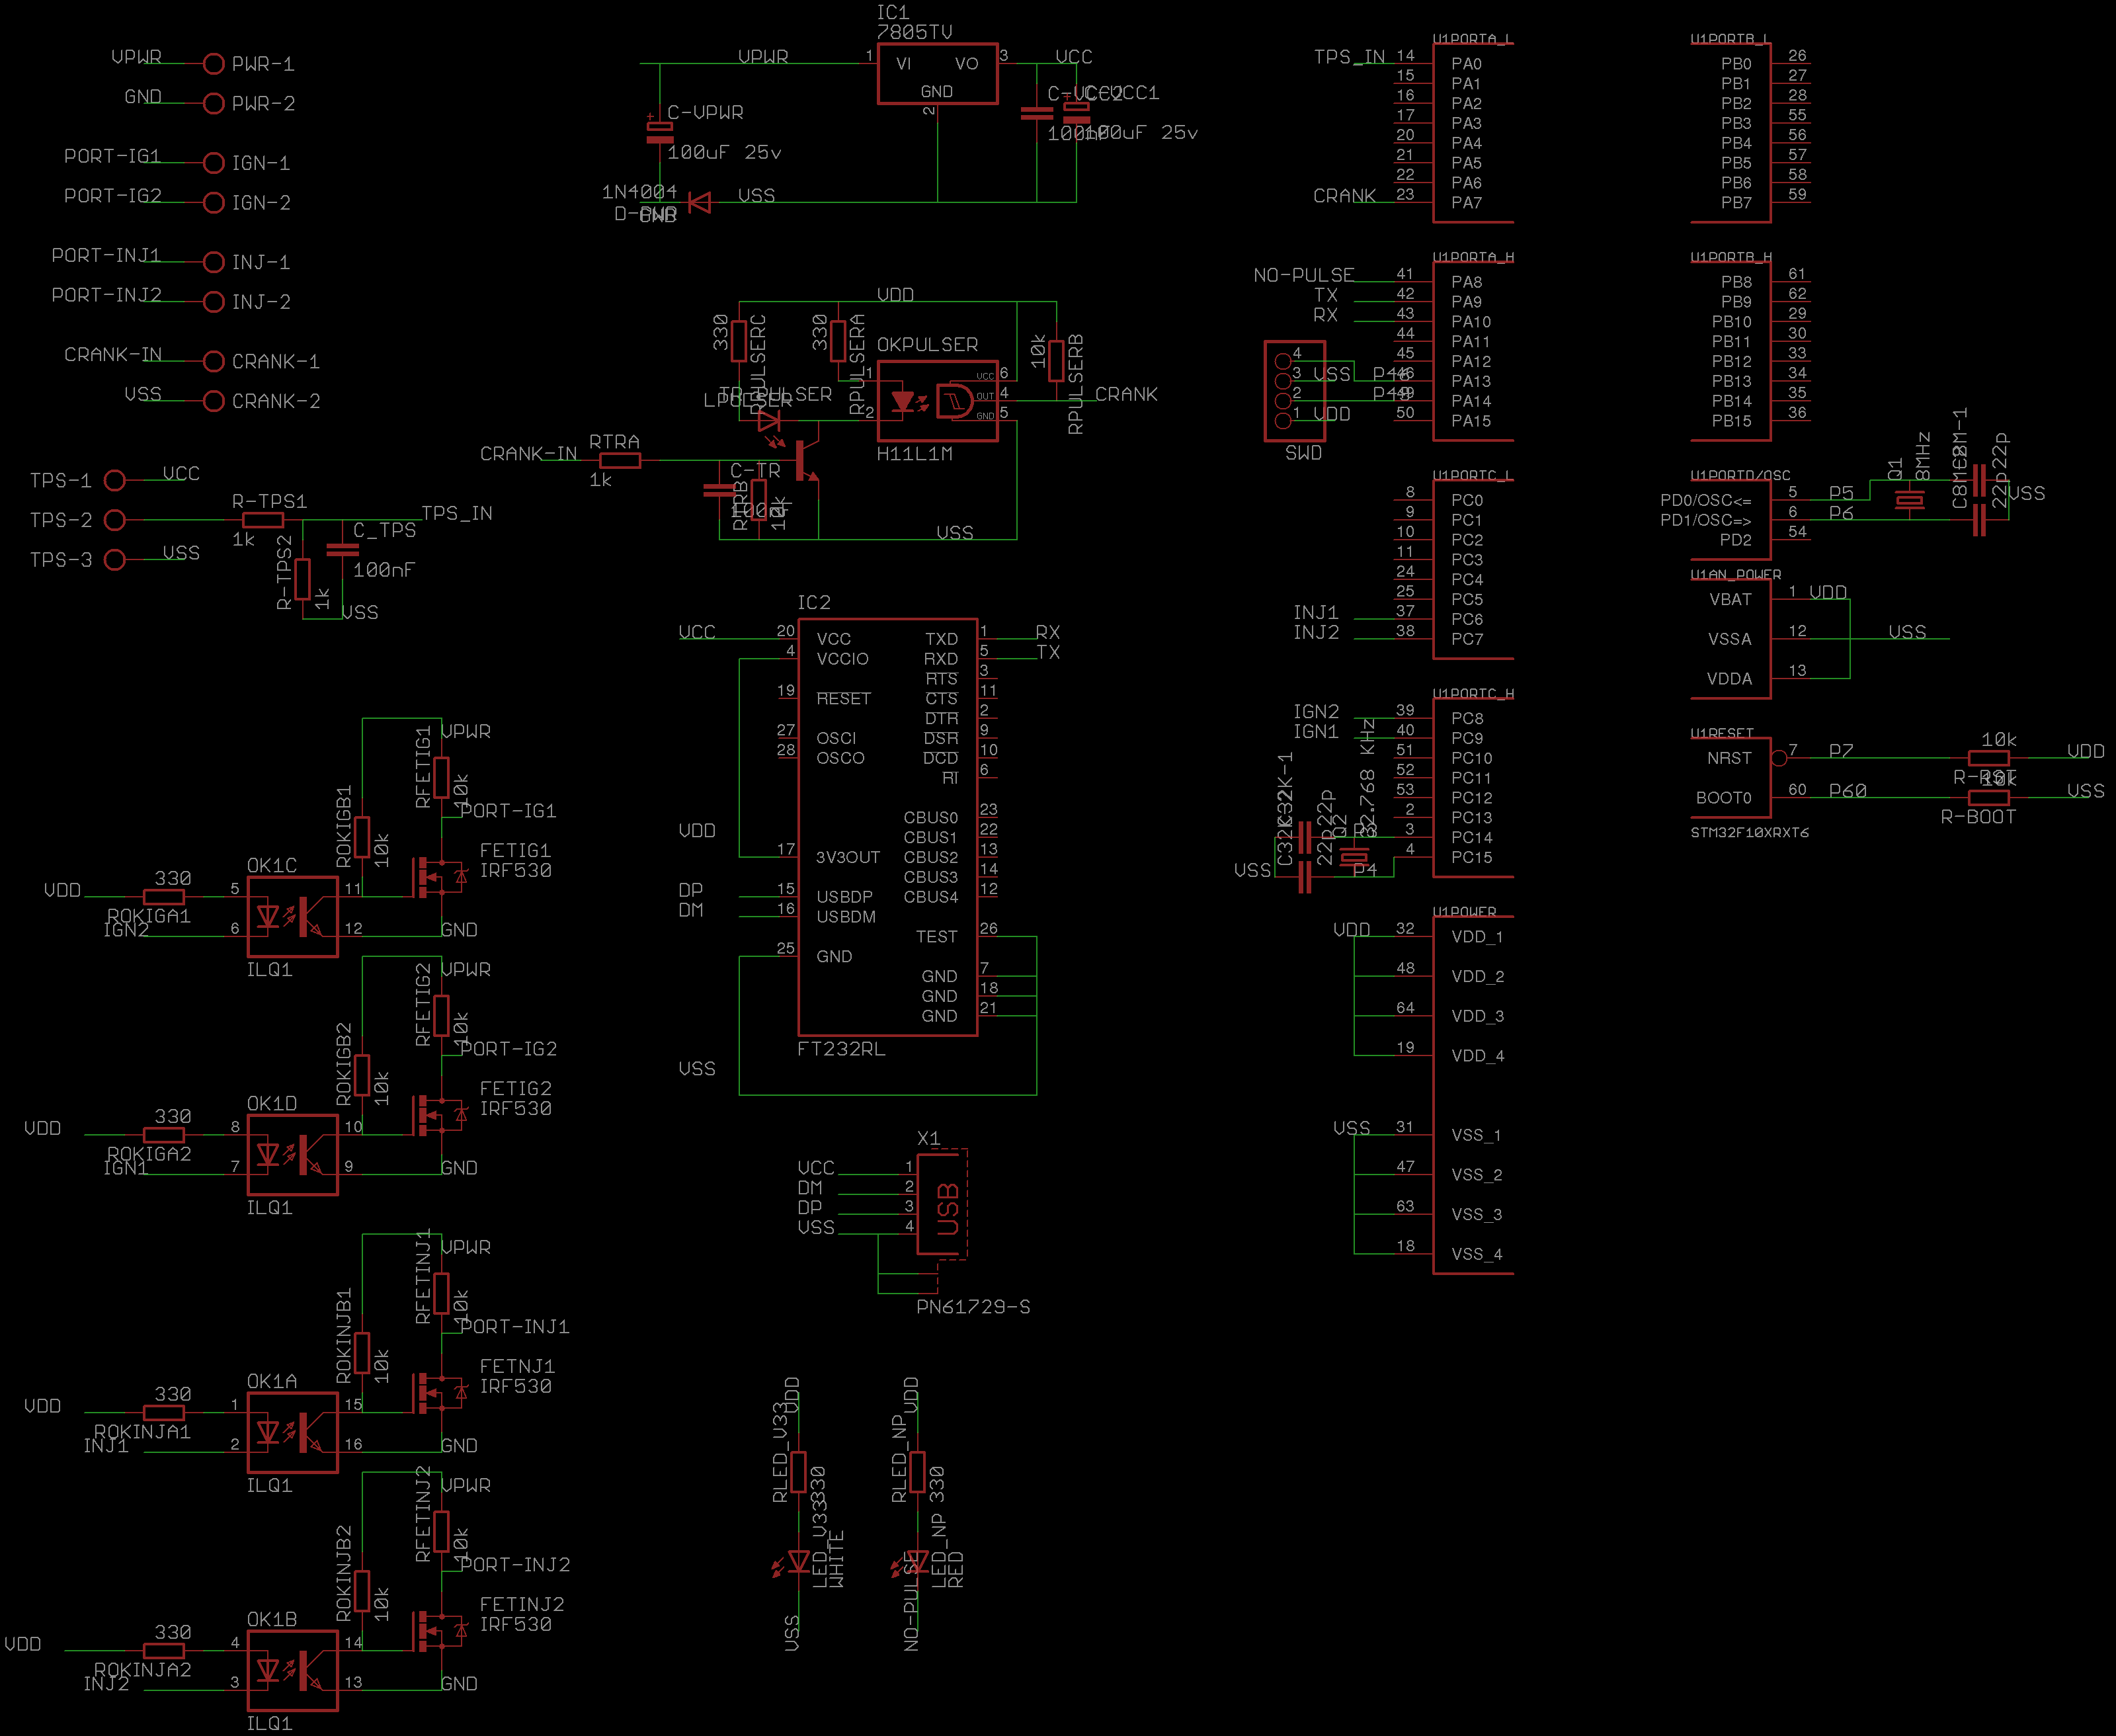 VPWR PWR-1
GND PWR-2
PORT-IG1 IGN-1
PORT-IG2 IGN-2
PORT-INJ1 INJ-1
PORT-INJ2 INJ-2
CRANK-IN CRANK-1
VSS CRANK-2
TPS-1 VCC
TPS-2 R-TPS1 1k TPS_IN
TPS-3 VSS
C_TPS
100nF
R-TPS2 1k
VSS
IC1
7805TV
VPWR 1 VI VO 3 VCC
GND
2
C-VPWR
100uF 25v
C-VCC2 C-VCC1
100nF 100uF 25v
1N4004
D-PWR GND
VSS
VDD
330 RPULSERC
330 RPULSERA
10k RPULSERB
OKPULSER
1 VCC 6
OUT 4 CRANK
2 GND 5
H11L1M
TR-PULSER
LPULSER
CRANK-IN RTRA 1k
C-TR
100nF
RTRB 10k
VSS
IC2
VCC 20 VCC TXD 1 RX
4 VCCIO RXD 5 TX
RTS 3
19 RESET CTS 11
DTR 2
27 OSCI DSR 9
28 OSCO DCD 10
RI 6
CBUS0 23
VDD CBUS1 22
17 3V3OUT CBUS2 13
CBUS3 14
DP 15 USBDP CBUS4 12
DM 16 USBDM
TEST 26
25 GND
GND 7
GND 18
GND 21
FT232RL
VSS
X1
VCC 1
DM 2
DP 3
VSS 4
USB
PN61729-S
VDD
RLED_V33 330
LED_V33
WHITE
VSS
VDD
RLED_NP 330
LED_NP
RED
NO-PULSE
VPWR
RFETIG1 10k
PORT-IG1
ROKIGB1 10k
FETIG1
IRF530
OK1C
VDD 330 5 11
ROKIGA1
IGN2 6 12 GND
ILQ1
VPWR
RFETIG2 10k
PORT-IG2
ROKIGB2 10k
FETIG2
IRF530
OK1D
VDD 330 8 10
ROKIGA2
IGN1 7 9 GND
ILQ1
VPWR
RFETINJ1 10k
PORT-INJ1
ROKINJB1 10k
FETNJ1
IRF530
OK1A
VDD 330 1 15
ROKINJA1
INJ1 2 16 GND
ILQ1
VPWR
RFETINJ2 10k
PORT-INJ2
ROKINJB2 10k
FETINJ2
IRF530
OK1B
VDD 330 4 14
ROKINJA2
INJ2 3 13 GND
ILQ1
U1PORTA_L
TPS_IN 14 PA0
15 PA1
16 PA2
17 PA3
20 PA4
21 PA5
22 PA6
CRANK 23 PA7
U1PORTA_H
NO-PULSE 41 PA8
TX 42 PA9
RX 43 PA10
44 PA11
45 PA12
P46 46 PA13
P49 49 PA14
50 PA15
4
3 VSS
2
1 VDD
SWD
U1PORTC_L
8 PC0
9 PC1
10 PC2
11 PC3
24 PC4
25 PC5
INJ1 37 PC6
INJ2 38 PC7
U1PORTC_H
IGN2 39 PC8
IGN1 40 PC9
51 PC10
52 PC11
53 PC12
2 PC13
3 PC14
4 PC15
C32K-1
22p 22p
Q2 32.768 KHz
P3
P4
VSS
U1POWER
VDD 32 VDD_1
48 VDD_2
64 VDD_3
19 VDD_4
VSS 31 VSS_1
47 VSS_2
63 VSS_3
18 VSS_4
U1PORTB_L
PB0 26
PB1 27
PB2 28
PB3 55
PB4 56
PB5 57
PB6 58
PB7 59
U1PORTB_H
PB8 61
PB9 62
PB10 29
PB11 30
PB12 33
PB13 34
PB14 35
PB15 36
U1PORTD/OSC
PD0/OSC<= 5 P5
PD1/OSC=> 6 P6
PD2 54
Q1 8MHz
C8M-1
22p 22p
VSS
U1AN_POWER
VBAT 1 VDD
VSSA 12 VSS
VDDA 13
U1RESET
NRST 7 P7 10k VDD
R-RST
BOOT0 60 P60 10k VSS
R-BOOT
STM32F10XRXT6